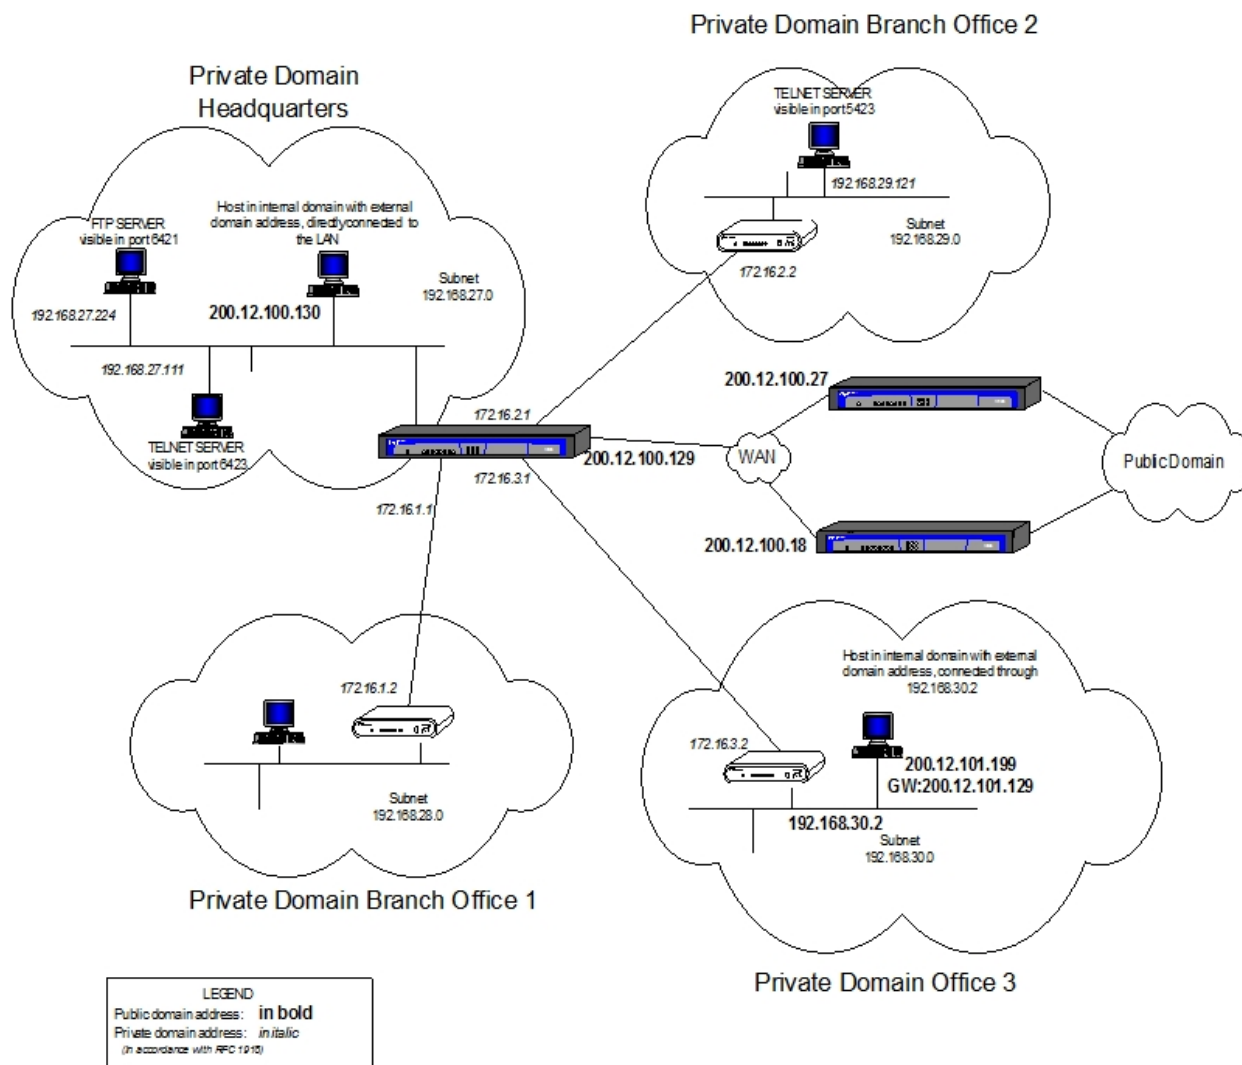 Private Domain Branch Office 2
Private Domain
Headquarters
TELNET SERVER
visible in port 5423
192.168.29.121
Subnet
192.168.29.0
172.16.2.2
FTP SERVER
visible in port 6421
Host in internal domain with external
domain address, directly connected to
the LAN
Subnet
192.168.27.0
192.168.27.224
200.12.100.130
192.168.27.111
TELNET SERVER
visible in port 6423
172.16.2.1
172.16.3.1
172.16.1.1
200.12.100.129
200.12.100.27
WAN
Public Domain
200.12.100.18
172.16.1.2
Subnet
192.168.28.0
Private Domain Branch Office 1
Host in internal domain with external
domain address, connected through
192.168.30.2
172.16.3.2
200.12.101.199
GW:200.12.101.129
192.168.30.2
Subnet
192.168.30.0
Private Domain Office 3
LEGEND
Public domain address: in bold
Private domain address: in italic
(in accordance with RFC 1918)